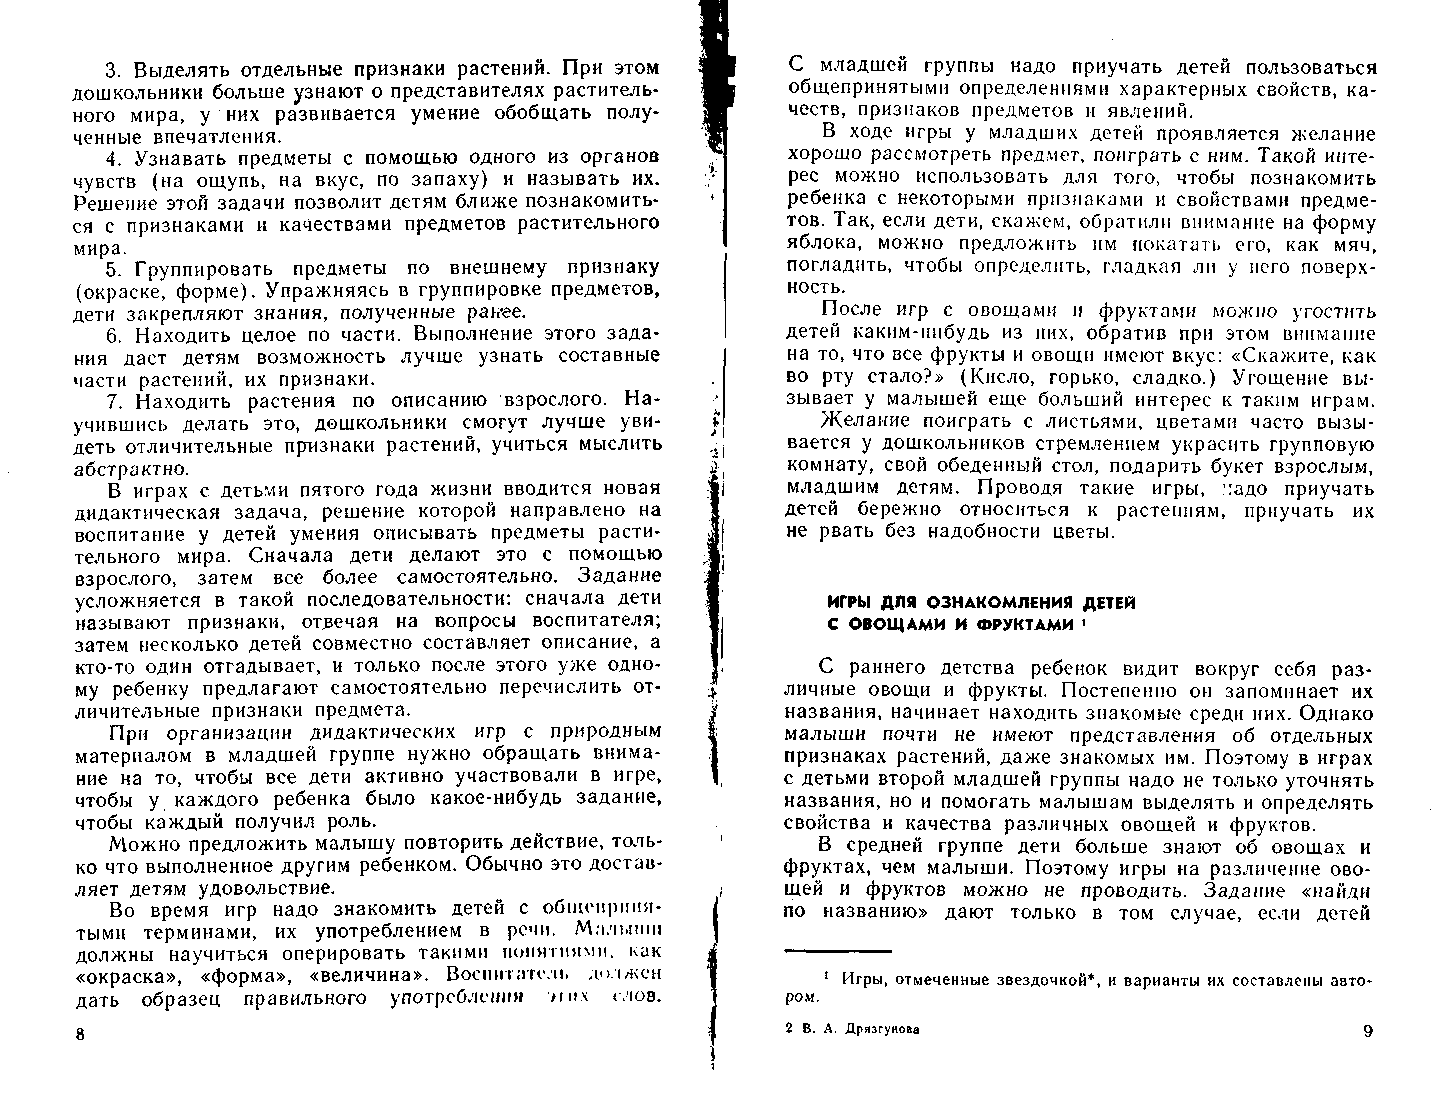 3. Выделять отдельные признаки растений. При этом
дошкольники больше узнают о представителях раститель-
ного мира, у них развивается умение обобщать полу-
ченные впечатления.
4. Узнавать предметы с помощью одного из органов
чувств (на ощупь, на вкус, по запаху) и называть их.
Решение этой задачи позволит детям ближе познакомить-
ся с признаками и качествами предметов растительного
мира.
5. Группировать предметы по внешнему признаку
(окраске, форме). Упражняясь в группировке предметов,
дети закрепляют знания, полученные ранее.
6. Находить целое по части. Выполнение этого зада-
ния даст детям возможность лучше узнать составные
части растений, их признаки.
7. Находить растения по описанию взрослого. На-
учившись делать это, дошкольники смогут лучше уви-
деть отличительные признаки растений, учиться мыслить
абстрактно.
В играх с детьми пятого года жизни вводится новая
дидактическая задача, решение которой направлено на
воспитание у детей умения описывать предметы расти-
тельного мира. Сначала дети делают это с помощью
взрослого, затем все более самостоятельно. Задание
усложняется в такой последовательности: сначала дети
называют признаки, отвечая на вопросы воспитателя;
затем несколько детей совместно составляет описание, а
кто-то один отгадывает, и только после этого уже одно-
му ребенку предлагают самостоятельно перечислить от-
личительные признаки предмета.
При организации дидактических игр с природным
материалом в младшей группе нужно обращать внима-
ние на то, чтобы все дети активно участвовали в игре,
чтобы у каждого ребенка было какое-нибудь задание,
чтобы каждый получил роль.
Можно предложить малышу повторить действие, толь-
ко что выполненное другим ребенком. Обычно это достав-
ляет детям удовольствие.
Во время игр надо знакомить детей с общеприня-
тыми терминами, их употреблением в речи. Малыши
должны научиться оперировать такими понятиями, как
«окраска», «форма», «величина». Воспитатель должен
дать образец правильного употребления этих слов.
8
С младшей группы надо приучать детей пользоваться
общепринятыми определениями характерных свойств, ка-
честв, признаков предметов и явлений.
В ходе игры у младших детей проявляется желание
хорошо рассмотреть предмет, поиграть с ним. Такой инте-
рес можно использовать для того, чтобы познакомить
ребенка с некоторыми признаками и свойствами предме-
тов. Так, если дети, скажем, обратили внимание на форму
яблока, можно предложить им покатать его, как мяч,
погладить, чтобы определить, гладкая ли у него поверх-
ность.
После игр с овощами и фруктами можно угостить
детей каким-нибудь из них, обратив при этом внимание
на то, что все фрукты и овощи имеют вкус: «Скажите, как
во рту стало?» (Кисло, горько, сладко.) Угощение вы-
зывает у малышей еще больший интерес к таким играм.
Желание поиграть с листьями, цветами часто вызы-
вается у дошкольников стремлением украсить групповую
комнату, свой обеденный стол, подарить букет взрослым,
младшим детям. Проводя такие игры, надо приучать
детей бережно относиться к растениям, приучать их
не рвать без надобности цветы.
ИГРЫ ДЛЯ ОЗНАКОМЛЕНИЯ ДЕТЕЙ
С ОВОЩАМИ И ФРУКТАМИ ¹
С раннего детства ребенок видит вокруг себя раз-
личные овощи и фрукты. Постепенно он запоминает их
названия, начинает находить знакомые среди них. Однако
малыши почти не имеют представления об отдельных
признаках растений, даже знакомых им. Поэтому в играх
с детьми второй младшей группы надо не только уточнять
названия, но и помогать малышам выделять и определять
свойства и качества различных овощей и фруктов.
В средней группе дети больше знают об овощах и
фруктах, чем малыши. Поэтому игры на различение ово-
щей и фруктов можно не проводить. Задание «найди
по названию» дают только в том случае, если детей
¹ Игры, отмеченные звездочкой*, и варианты их составлены авто-
ром.
2 В. А. Дрязгунова
9